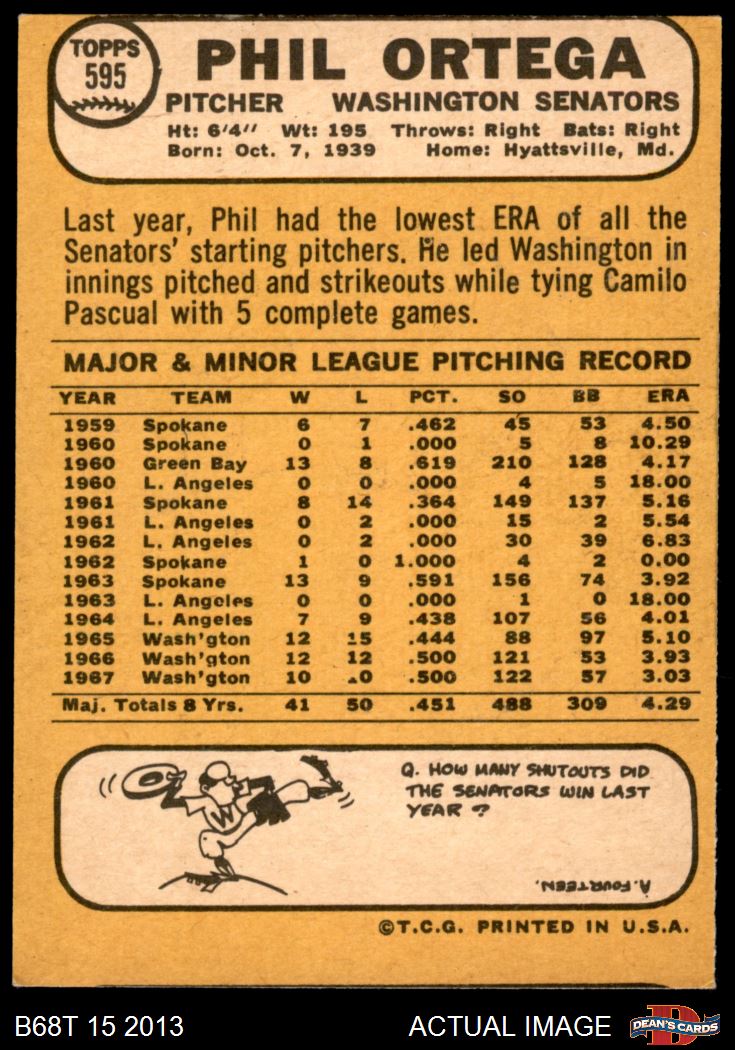 TOPPS
595
PHIL ORTEGA
PITCHER WASHINGTON SENATORS
Ht: 6'4" Wt: 195 Throws: Right Bats: Right
Born: Oct. 7, 1939 Home: Hyattsville, Md.
Last year, Phil had the lowest ERA of all the
Senators' starting pitchers. He led Washington in
innings pitched and strikeouts while tying Camilo
Pascual with 5 complete games.
MAJOR & MINOR LEAGUE PITCHING RECORD
YEAR TEAM W L PCT. SO BB ERA
1959 Spokane 6 7 .462 45 53 4.50
1960 Spokane 0 1 .000 5 8 10.29
1960 Green Bay 13 8 .619 210 128 4.17
1960 L. Angeles 0 0 .000 4 5 18.00
1961 Spokane 8 14 .364 149 137 5.16
1961 L. Angeles 0 2 .000 15 2 5.54
1962 L. Angeles 0 2 .000 30 39 6.83
1962 Spokane 1 0 1.000 4 2 0.00
1963 Spokane 13 9 .591 156 74 3.92
1963 L. Angeles 0 0 .000 1 0 18.00
1964 L. Angeles 7 9 .438 107 56 4.01
1965 Wash'gton 12 15 .444 88 97 5.10
1966 Wash'gton 12 12 .500 121 53 3.93
1967 Wash'gton 10 10 .500 122 57 3.03
Maj. Totals 8 Yrs. 41 50 .451 488 309 4.29
W
Q. HOW MANY SHUTOUTS DID
THE SENATORS WIN LAST
YEAR ?
A. FOURTEEN.
©T.C.G. PRINTED IN U.S.A.
B68T 15 2013 ACTUAL IMAGE DEAN'S CARDS